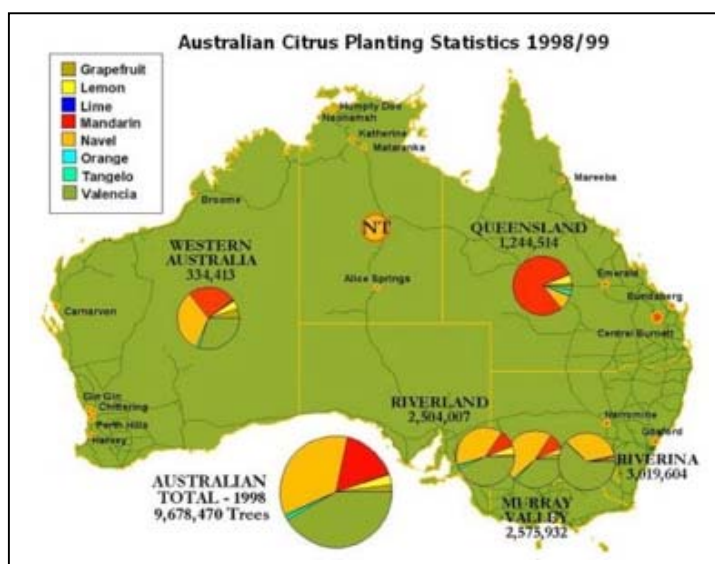 Australian Citrus Planting Statistics 1998/99
Grapefruit
Lemon
Lime
Mandarin
Navel
Orange
Tangelo
Valencia
Humpty Doo
Katherine
Mataranka
Mareeba
Broome
NT
QUEENSLAND
1,244,514
WESTERN
AUSTRALIA
334,413
Alice Springs
Emerald
Bundaberg
Carnarvon
Central Burnett
Gin Gin
Chittering
Perth Hills
Harvey
RIVERLAND
2,504,007
Narromine
Gosford
RIVERINA
3,019,604
AUSTRALIAN
TOTAL - 1998
9,678,470 Trees
MURRAY
VALLEY
2,575,932